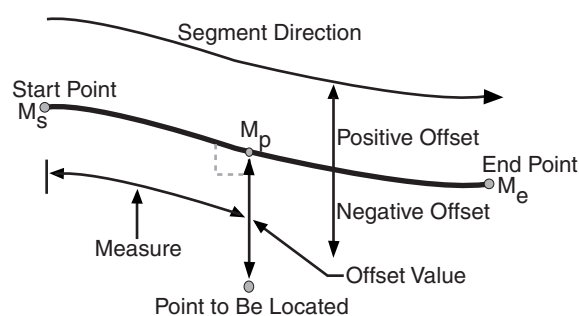 Segment Direction
Start Point
Ms
Mp
Positive Offset
End Point
Me
Negative Offset
Measure
Offset Value
Point to Be Located